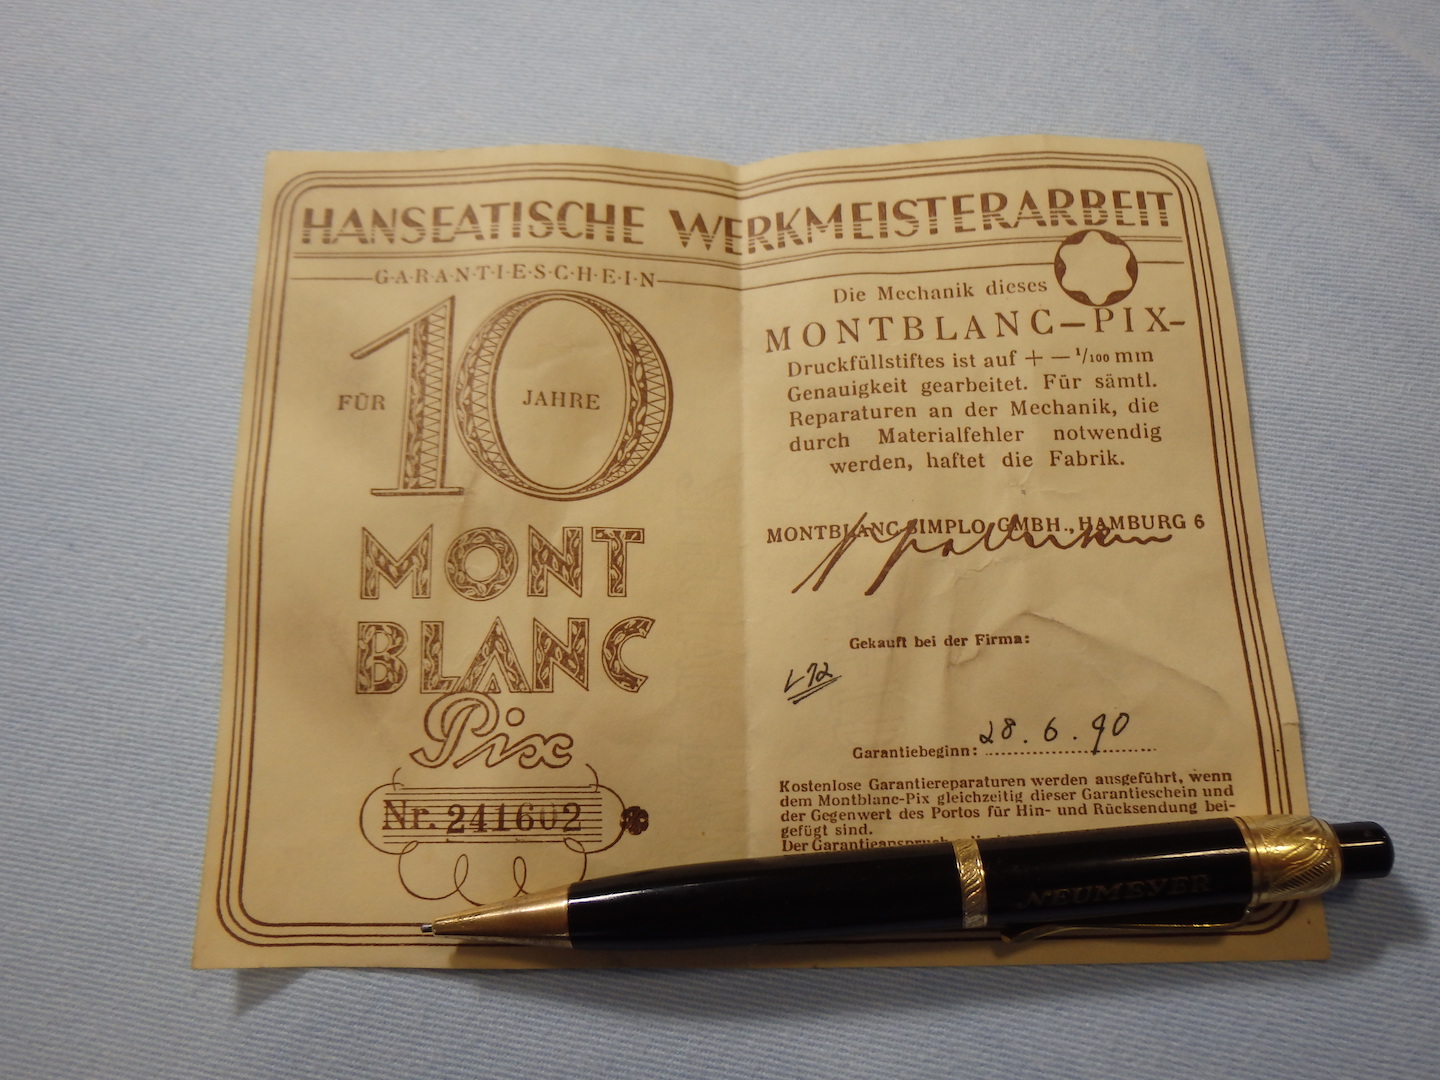 HANSEATISCHE WERKMEISTERARBEIT
G·A·R·A·N·T·I·E·S·C·H·E·I·N
FÜR 10 JAHRE
MONT
BLANC
Pix
Nr. 241602
Die Mechanik dieses
MONTBLANC-PIX-
Druckfüllstiftes ist auf + — 1/100 mm
Genauigkeit gearbeitet. Für sämtl.
Reparaturen an der Mechanik, die
durch Materialfehler notwendig
werden, haftet die Fabrik.
MONTBLANC SIMPLO GMBH., HAMBURG 6
Gekauft bei der Firma:
L72
Garantiebeginn: 28.6.90
Kostenlose Garantiereparaturen werden ausgeführt, wenn
dem Montblanc-Pix gleichzeitig dieser Garantieschein und
der Gegenwert des Portos für Hin- und Rücksendung bei-
gefügt sind.
Der Garantieanspruch
NEUMEYER